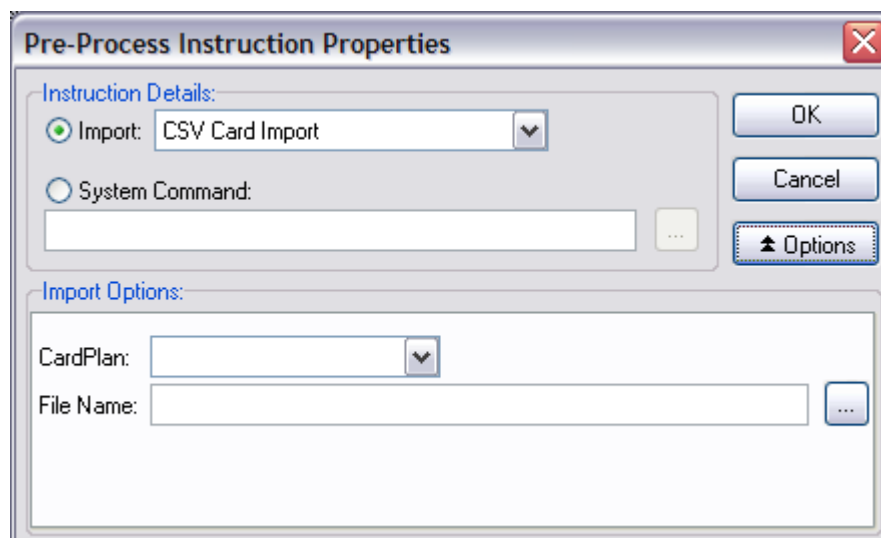 Pre-Process Instruction Properties
Instruction Details:
Import: CSV Card Import
OK
System Command:
Cancel
...
Options
Import Options:
CardPlan:
File Name:
...